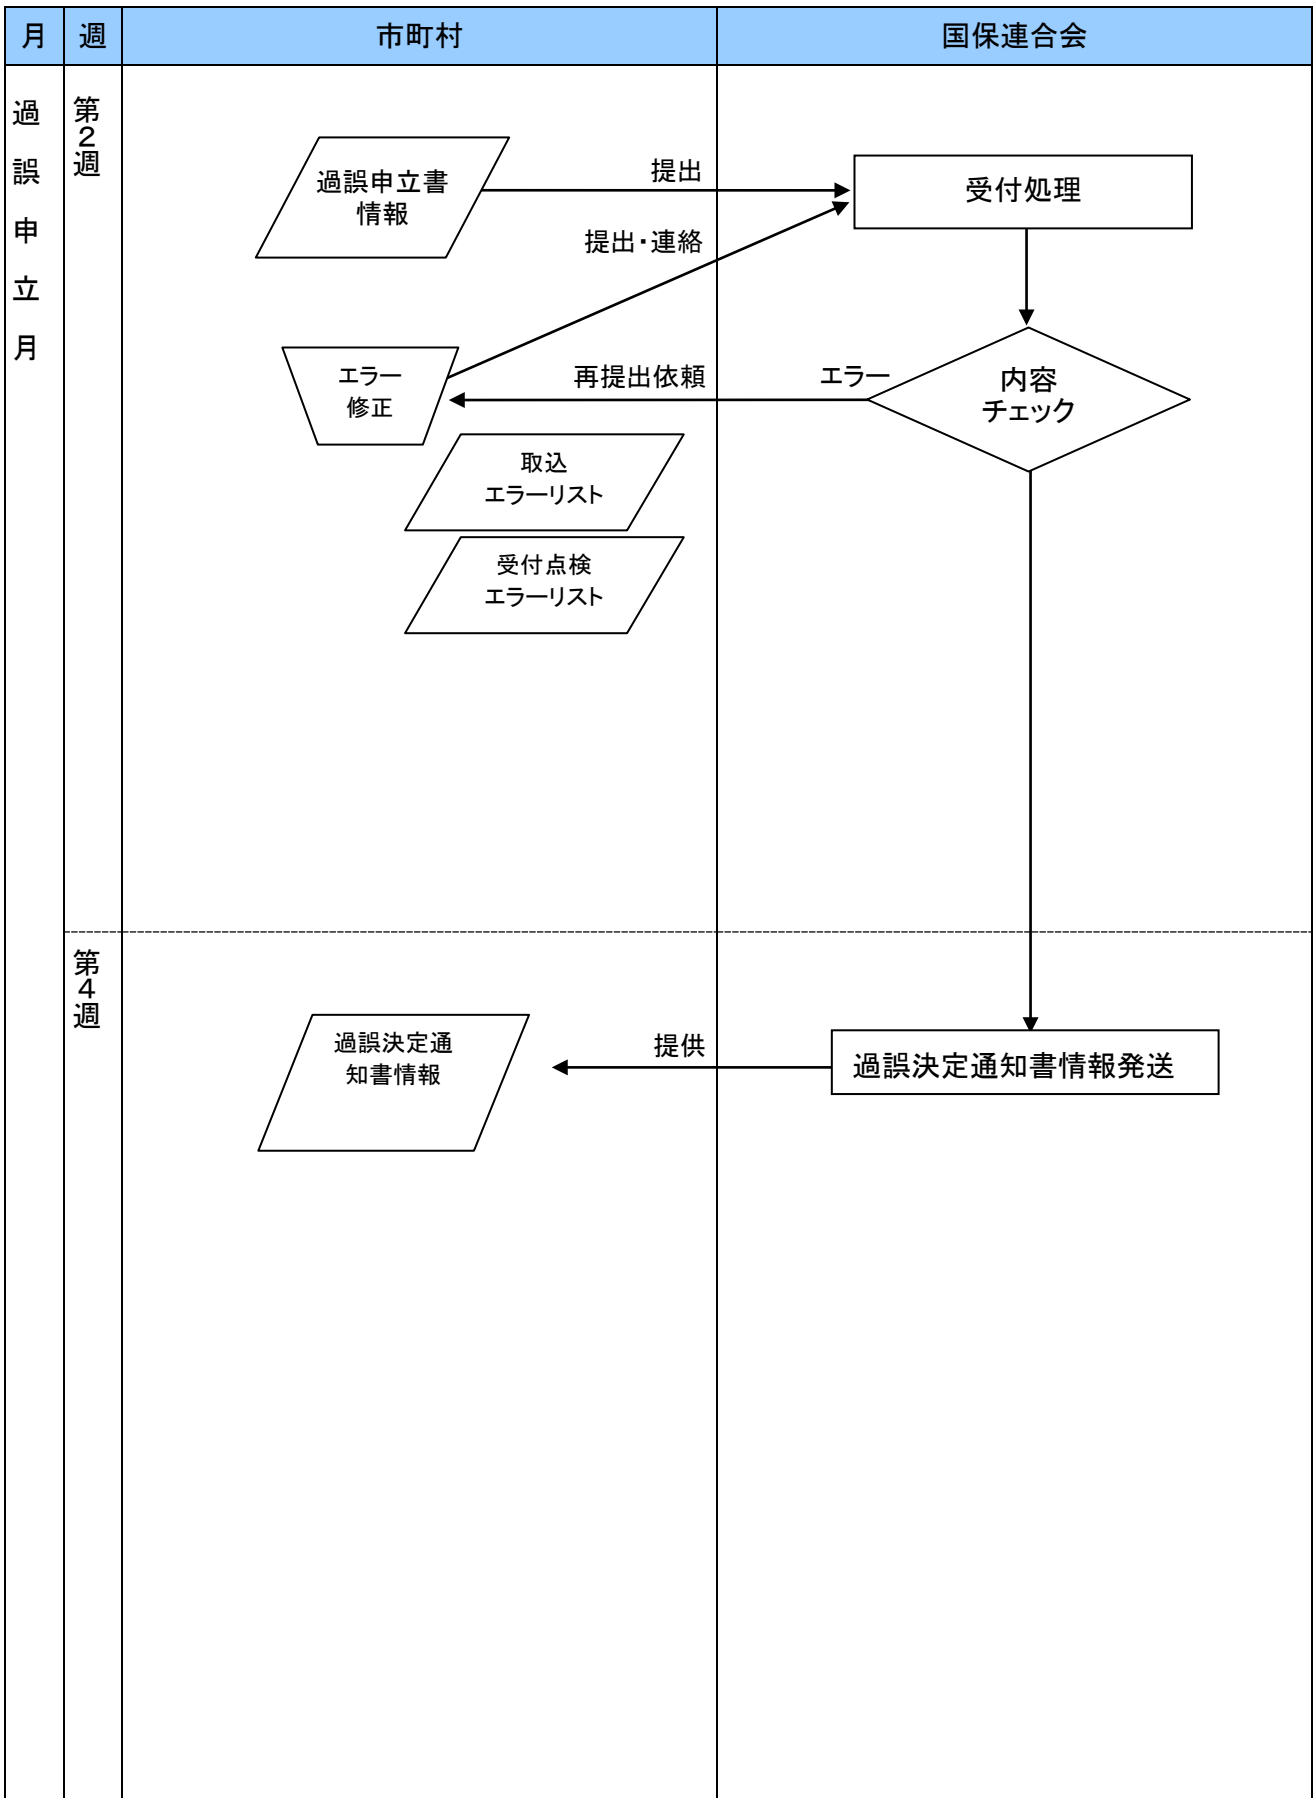 月
週
市町村
国保連合会
過誤申立月
第2週
過誤申立書
情報
提出
受付処理
提出・連絡
エラー
修正
再提出依頼
エラー
内容
チェック
取込
エラーリスト
受付点検
エラーリスト
第4週
過誤決定通
知書情報
提供
過誤決定通知書情報発送